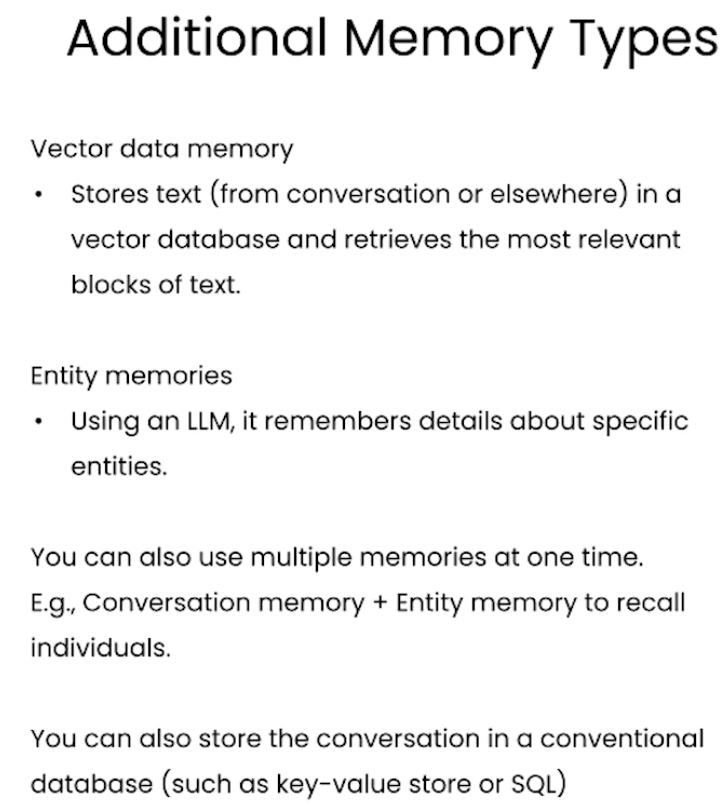 Additional Memory Types
Vector data memory
• Stores text (from conversation or elsewhere) in a
vector database and retrieves the most relevant
blocks of text.
Entity memories
• Using an LLM, it remembers details about specific
entities.
You can also use multiple memories at one time.
E.g., Conversation memory + Entity memory to recall
individuals.
You can also store the conversation in a conventional
database (such as key-value store or SQL)